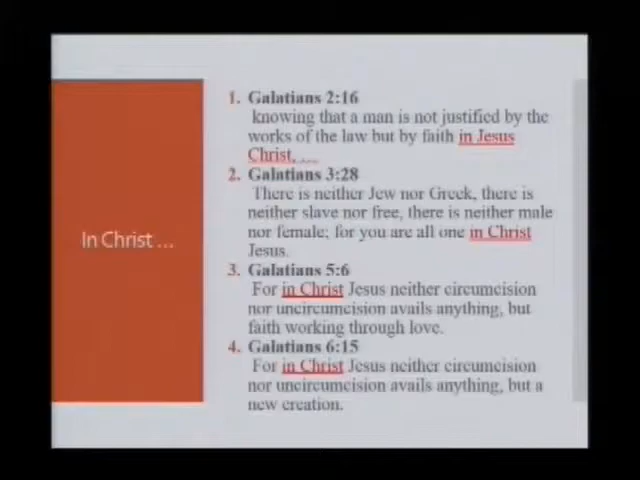 In Christ ...
1. Galatians 2:16
knowing that a man is not justified by the
works of the law but by faith in Jesus
Christ, ...
2. Galatians 3:28
There is neither Jew nor Greek, there is
neither slave nor free, there is neither male
nor female; for you are all one in Christ
Jesus.
3. Galatians 5:6
For in Christ Jesus neither circumcision
nor uncircumcision avails anything, but
faith working through love.
4. Galatians 6:15
For in Christ Jesus neither circumcision
nor uncircumcision avails anything, but a
new creation.